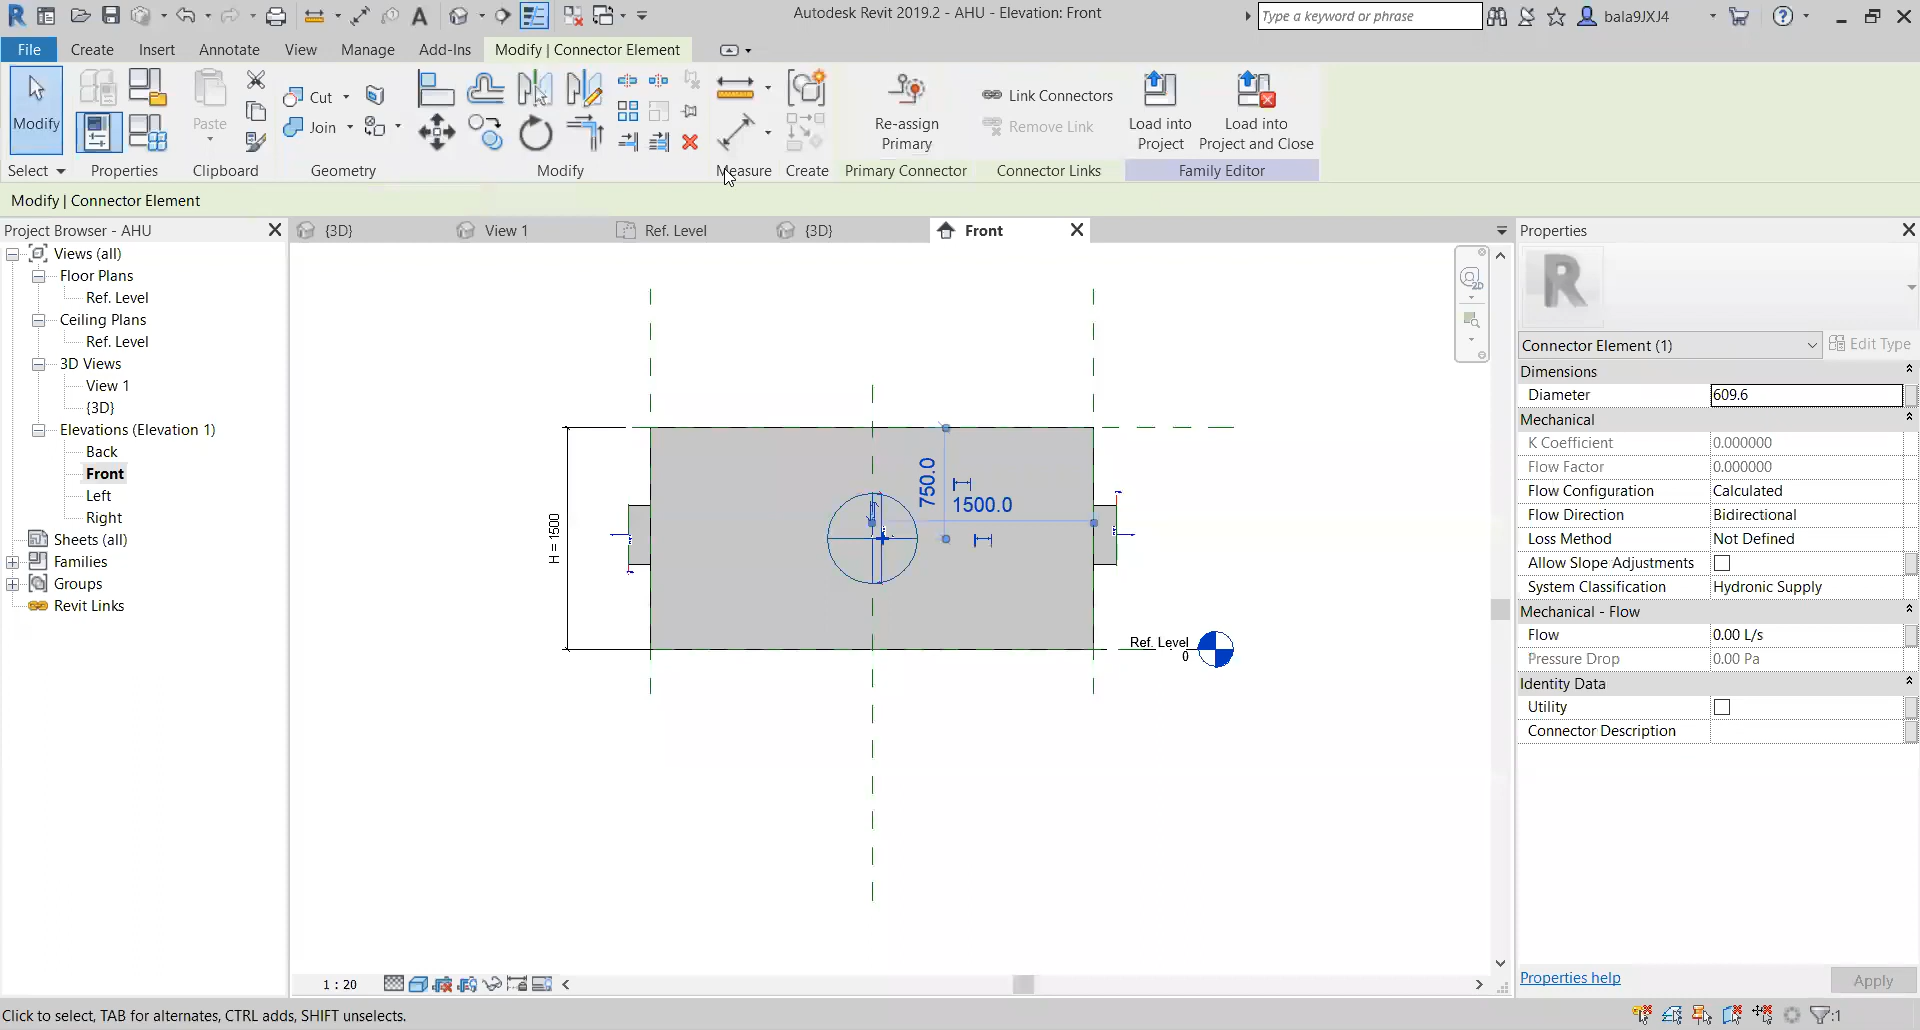 Autodesk Revit 2019.2 - AHU - Elevation: Front
Type a keyword or phrase
bala9JXJ4
File
Create
Insert
Annotate
View
Manage
Add-Ins
Modify | Connector Element
Modify
Paste
Cut
Join
Re-assign
Primary
Link Connectors
Remove Link
Load into
Project
Load into
Project and Close
Select
Properties
Clipboard
Geometry
Modify
Measure
Create
Primary Connector
Connector Links
Family Editor
Modify | Connector Element
Project Browser - AHU
Views (all)
Floor Plans
Ref. Level
Ceiling Plans
Ref. Level
3D Views
View 1
{3D}
Elevations (Elevation 1)
Back
Front
Left
Right
Sheets (all)
Families
Groups
Revit Links
{3D}
View 1
Ref. Level
{3D}
Front
2D
H = 1500
750.0
1500.0
Ref. Level
0
1 : 20
Properties
Connector Element (1)
Edit Type
Dimensions
Diameter 609.6
Mechanical
K Coefficient 0.000000
Flow Factor 0.000000
Flow Configuration Calculated
Flow Direction Bidirectional
Loss Method Not Defined
Allow Slope Adjustments
System Classification Hydronic Supply
Mechanical - Flow
Flow 0.00 L/s
Pressure Drop 0.00 Pa
Identity Data
Utility
Connector Description
Properties help
Apply
Click to select, TAB for alternates, CTRL adds, SHIFT unselects.
:1